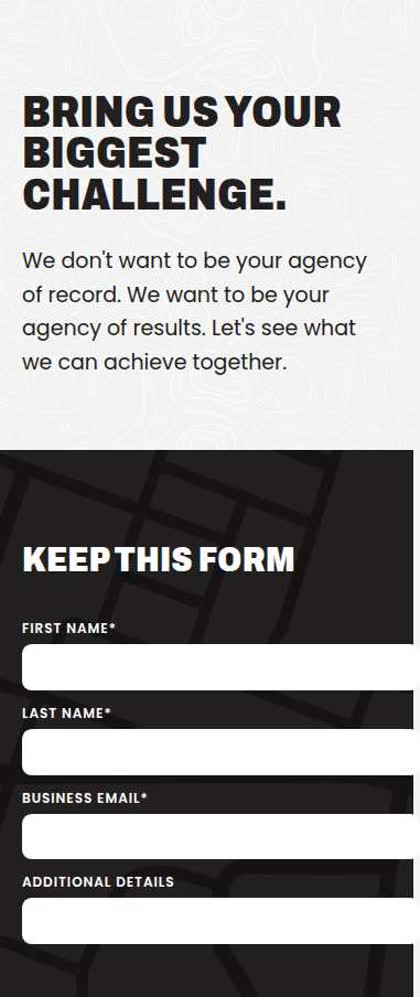 BRING US YOUR
BIGGEST
CHALLENGE.
We don't want to be your agency
of record. We want to be your
agency of results. Let's see what
we can achieve together.
KEEP THIS FORM
FIRST NAME*
LAST NAME*
BUSINESS EMAIL*
ADDITIONAL DETAILS